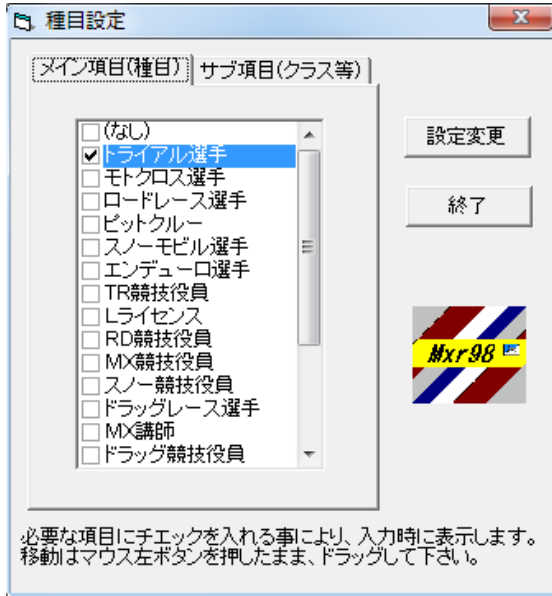 種目設定
メイン項目(種目) サブ項目(クラス等)
(なし)
トライアル選手
モトクロス選手
ロードレース選手
ピットクルー
スノーモビル選手
エンデューロ選手
TR競技役員
Lライセンス
RD競技役員
MX競技役員
スノー競技役員
ドラッグレース選手
MX講師
ドラッグ競技役員
設定変更
終了
Mxr98
必要な項目にチェックを入れる事により、入力時に表示します。
移動はマウス左ボタンを押したまま、ドラッグして下さい。